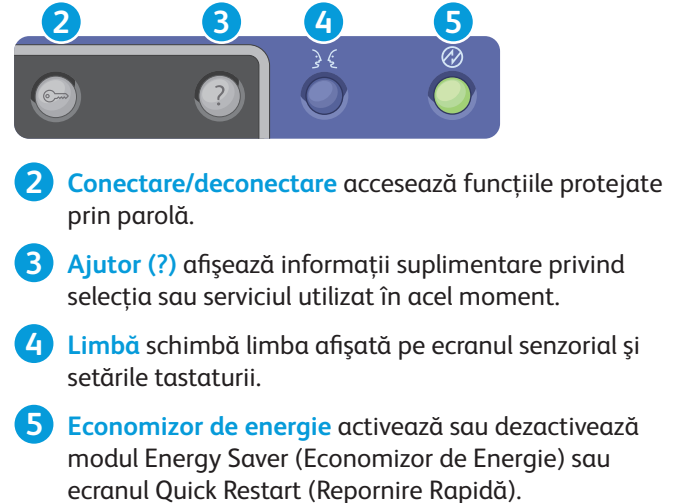 2 3 4 5
?
2 Conectare/deconectare accesează funcțiile protejate
prin parolă.
3 Ajutor (?) afişează informații suplimentare privind
selecția sau serviciul utilizat în acel moment.
4 Limbă schimbă limba afişată pe ecranul senzorial şi
setările tastaturii.
5 Economizor de energie activează sau dezactivează
modul Energy Saver (Economizor de Energie) sau
ecranul Quick Restart (Repornire Rapidă).